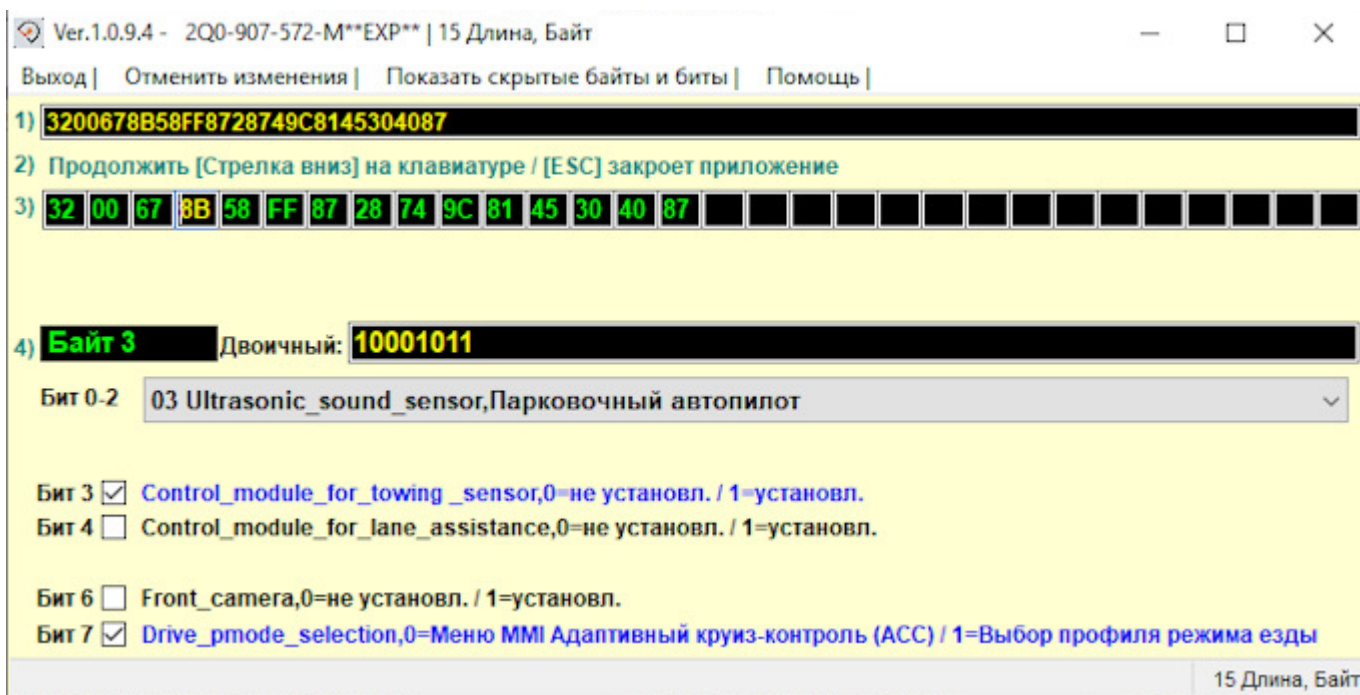 Ver.1.0.9.4 - 2Q0-907-572-M**EXP** | 15 Длина, Байт
Выход | Отменить изменения | Показать скрытые байты и биты | Помощь |
1) 3200678B58FF8728749C8145304087
2) Продолжить [Стрелка вниз] на клавиатуре / [ESC] закроет приложение
3) 32 00 67 8B 58 FF 87 28 74 9C 81 45 30 40 87
4) Байт 3 Двоичный: 10001011
Бит 0-2 03 Ultrasonic_sound_sensor,Парковочный автопилот
Бит 3 Control_module_for_towing _sensor,0=не установл. / 1=установл.
Бит 4 Control_module_for_lane_assistance,0=не установл. / 1=установл.
Бит 6 Front_camera,0=не установл. / 1=установл.
Бит 7 Drive_pmode_selection,0=Меню MMI Адаптивный круиз-контроль (ACC) / 1=Выбор профиля режима езды
15 Длина, Байт